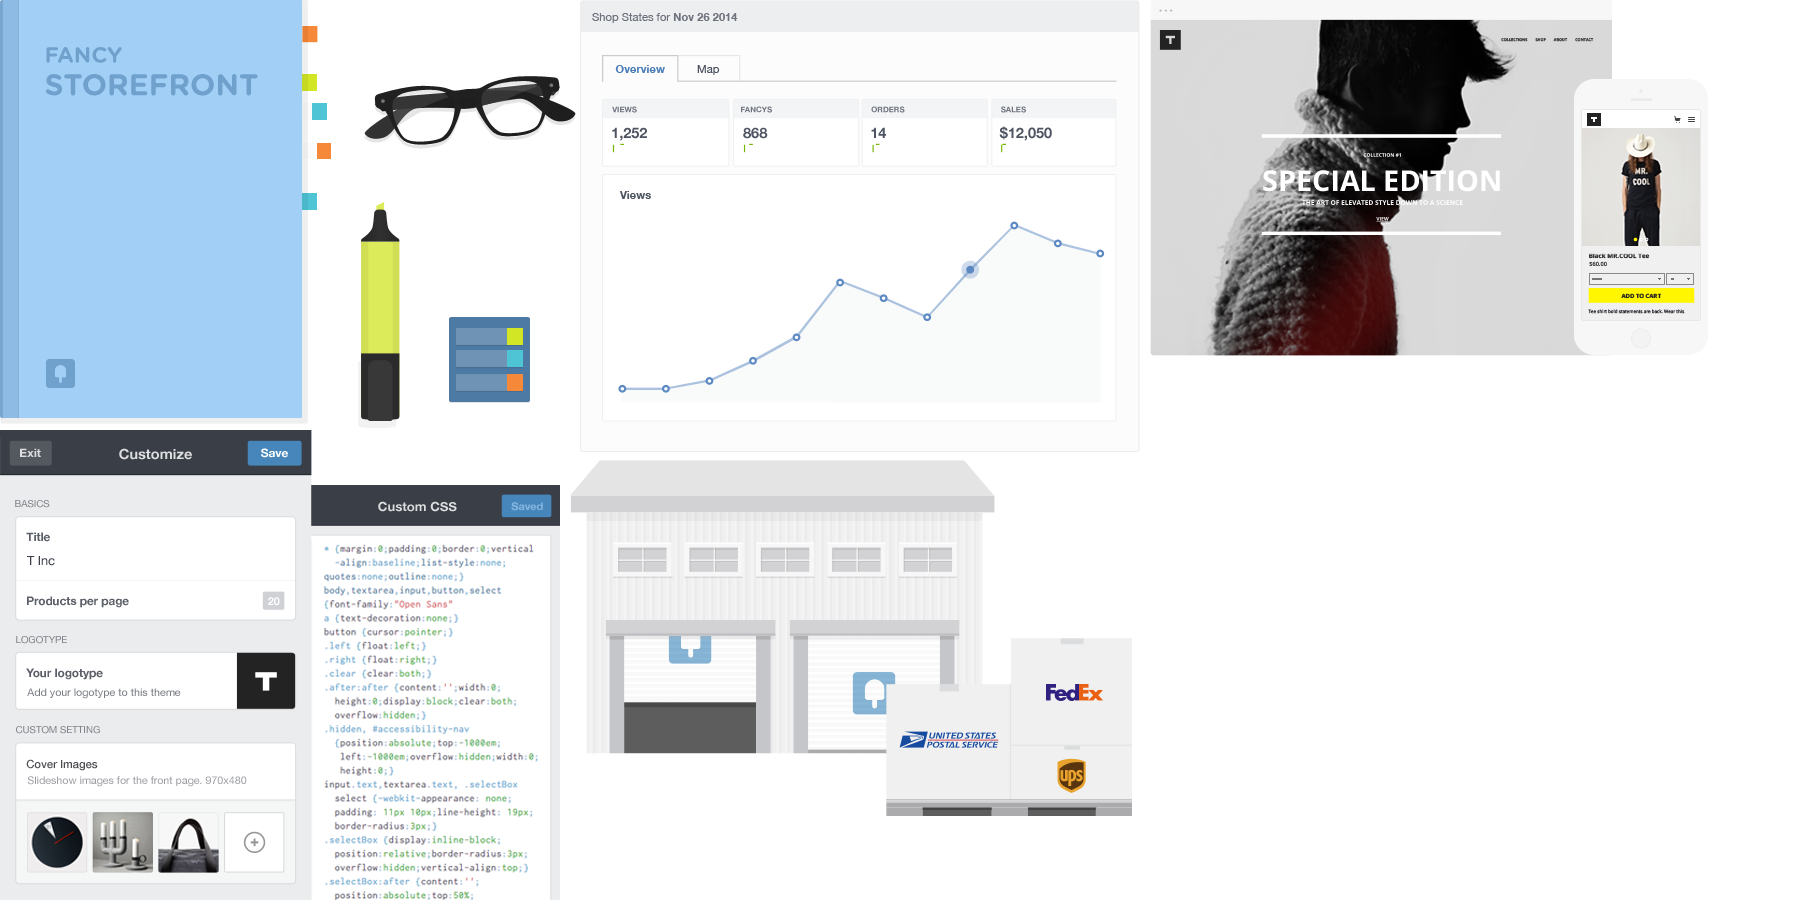 FANCY
STOREFRONT
Shop States for Nov 26 2014
Overview
Map
VIEWS
1,252
FANCYS
868
ORDERS
14
SALES
$12,050
Views
T
COLLECTIONS SHOP ABOUT CONTACT
COLLECTION #1
SPECIAL EDITION
THE ART OF ELEVATED STYLE DOWN TO A SCIENCE
VIEW
T
MR.
COOL
Black MR.COOL Tee
$60.00
ADD TO CART
Tee shirt bold statements are back. Wear this
Exit
Customize
Save
BASICS
Title
T Inc
Products per page
20
LOGOTYPE
Your logotype
Add your logotype to this theme
T
CUSTOM SETTING
Cover Images
Slideshow images for the front page. 970x480
Custom CSS
Saved
* {margin:0;padding:0;border:0;vertical
-align:baseline;list-style:none;
quotes:none;outline:none;}
body,textarea,input,button,select
{font-family:"Open Sans"
a {text-decoration:none;}
button {cursor:pointer;}
.left {float:left;}
.right {float:right;}
.clear {clear:both;}
.after:after {content:'';width:0;
height:0;display:block;clear:both;
overflow:hidden;}
.hidden, #accessibility-nav
{position:absolute;top:-1000em;
left:-1000em;overflow:hidden;width:0;
height:0;}
input.text,textarea.text, .selectBox
select {-webkit-appearance: none;
padding: 11px 10px;line-height: 19px;
border-radius:3px;}
.selectBox {display:inline-block;
position:relative;border-radius:3px;
overflow:hidden;vertical-align:top;}
.selectBox:after {content:'';
position:absolute;top:50%;
UNITED STATES
POSTAL SERVICE
FedEx
ups